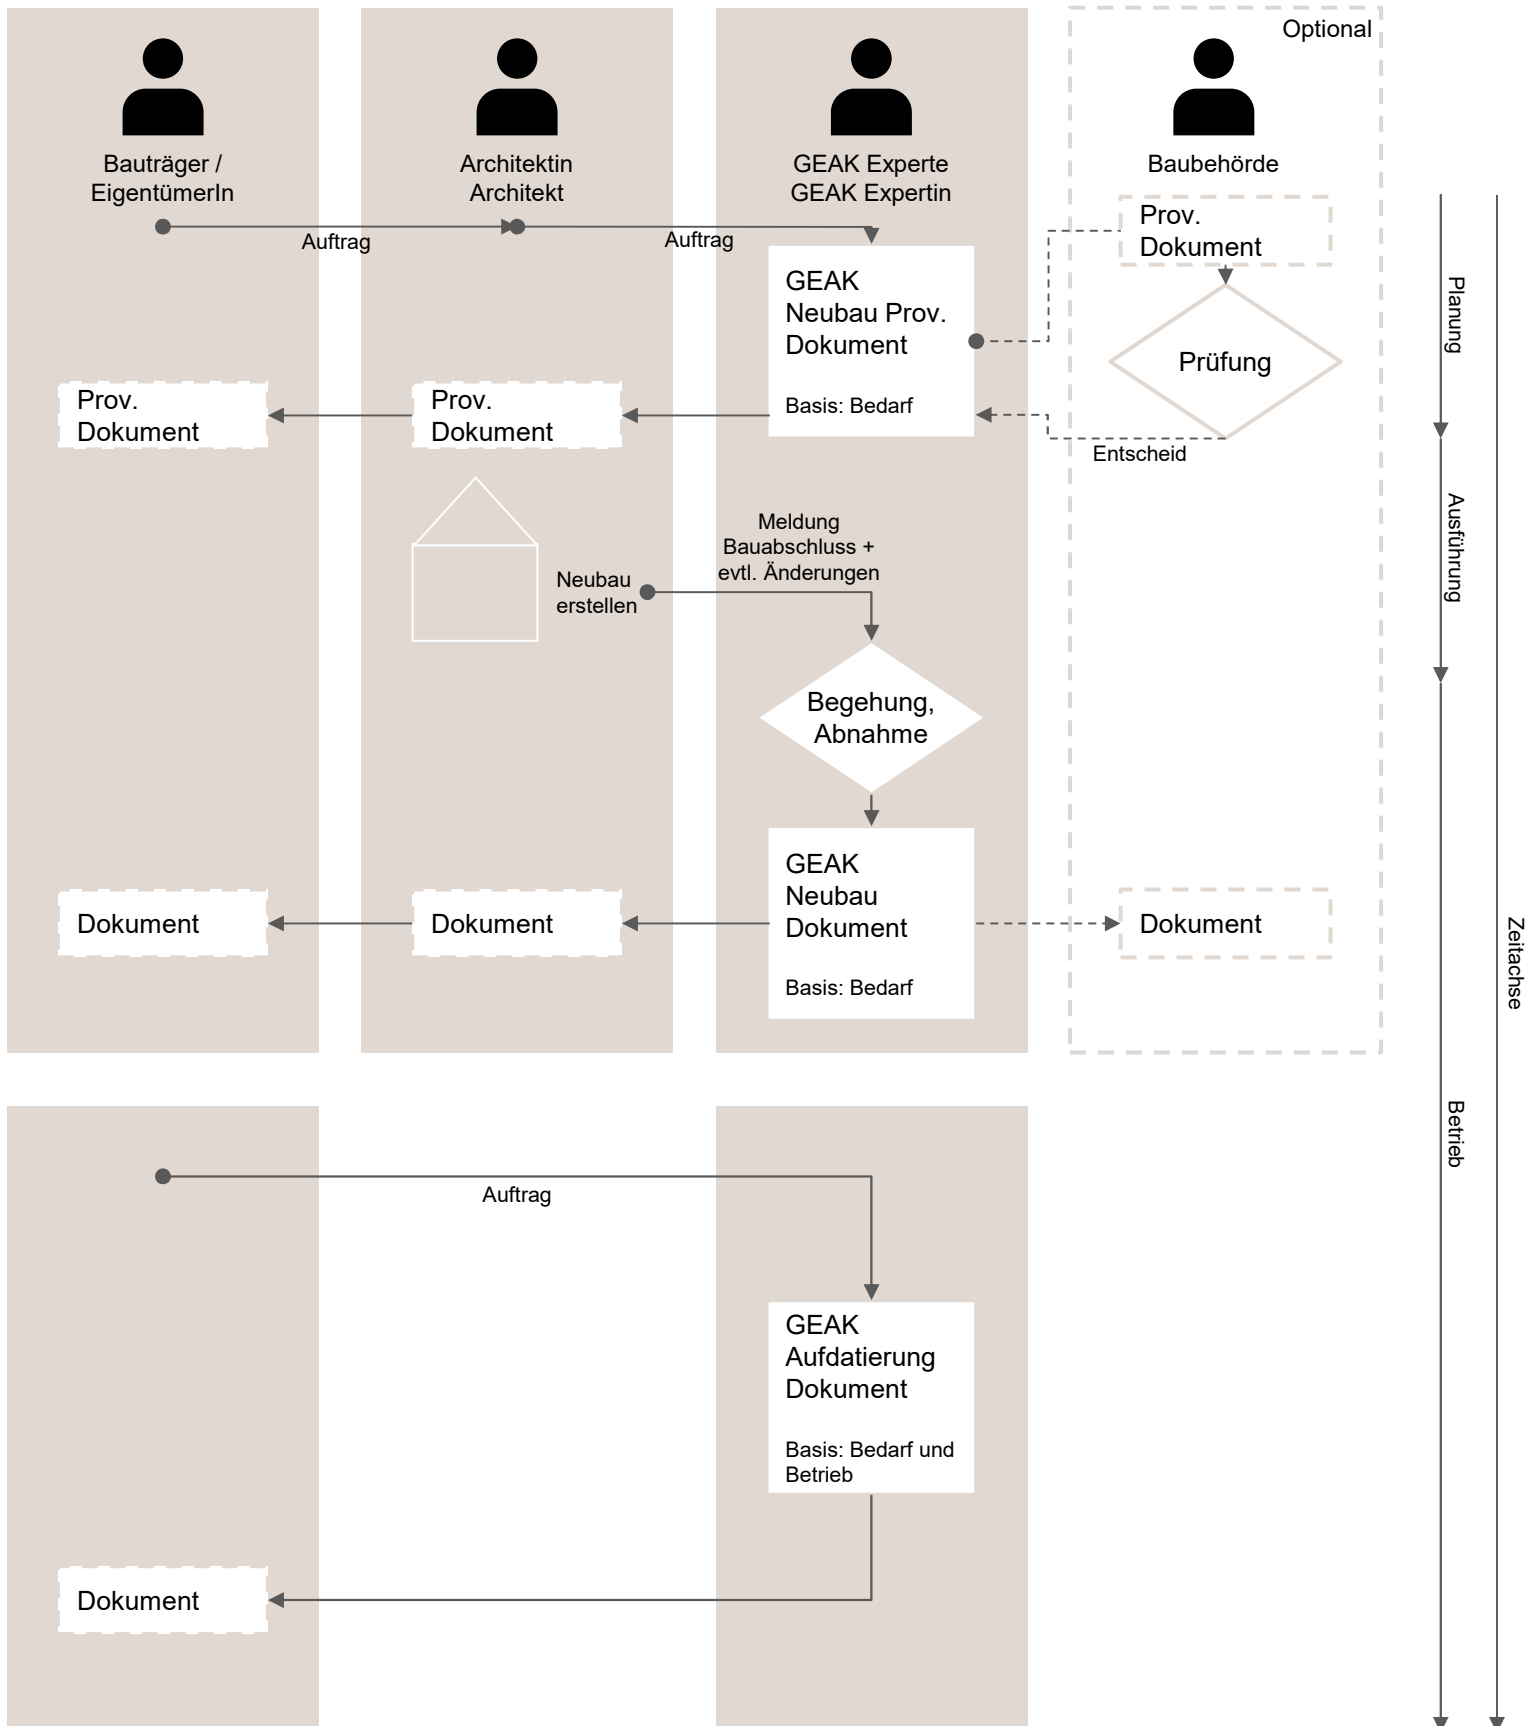 Optional
Bauträger /
EigentümerIn
Architektin
Architekt
GEAK Experte
GEAK Expertin
Baubehörde
Auftrag
Auftrag
Prov.
Dokument
GEAK
Neubau Prov.
Dokument
Basis: Bedarf
Prüfung
Entscheid
Prov.
Dokument
Prov.
Dokument
Planung
Meldung
Bauabschluss +
evtl. Änderungen
Neubau
erstellen
Ausführung
Begehung,
Abnahme
Dokument
Dokument
GEAK
Neubau
Dokument
Basis: Bedarf
Dokument
Zeitachse
Betrieb
Auftrag
GEAK
Aufdatierung
Dokument
Basis: Bedarf und
Betrieb
Dokument